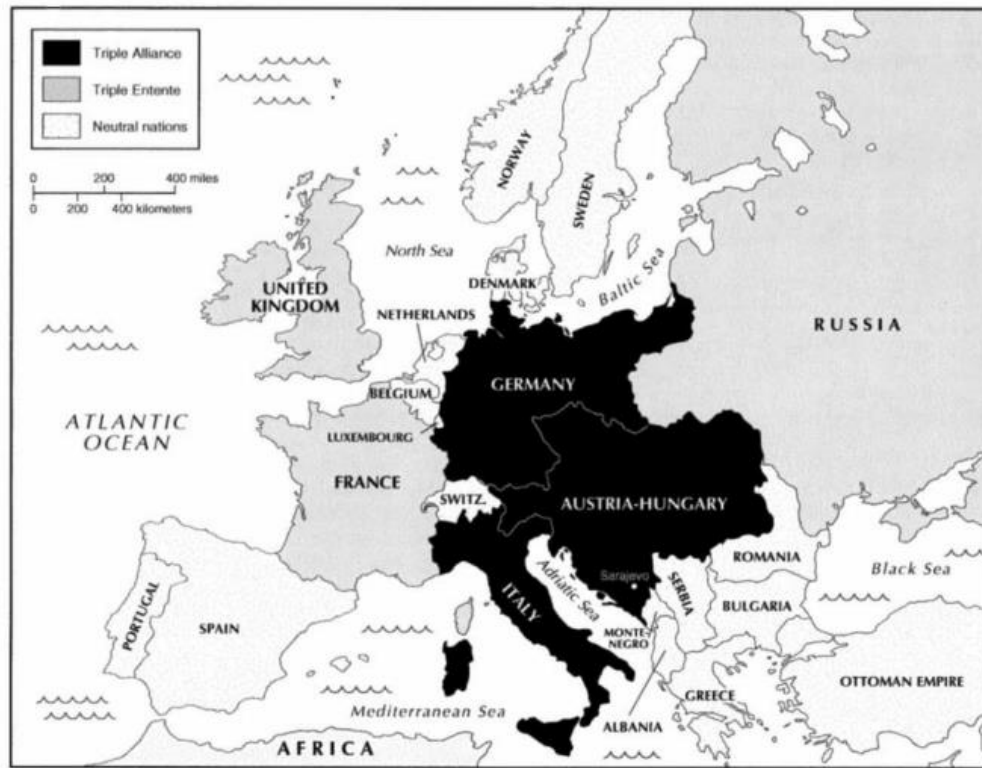 Triple Alliance
Triple Entente
Neutral nations
0 200 400 miles
0 200 400 kilometers
NORWAY
SWEDEN
North Sea
Baltic Sea
DENMARK
UNITED
KINGDOM
NETHERLANDS
RUSSIA
GERMANY
BELGIUM
ATLANTIC
OCEAN
LUXEMBOURG
FRANCE
SWITZ.
AUSTRIA-HUNGARY
ROMANIA
Black Sea
Sarajevo
Adriatic Sea
SERBIA
ITALY
BULGARIA
PORTUGAL
SPAIN
MONTE-
NEGRO
OTTOMAN EMPIRE
GREECE
Mediterranean Sea
ALBANIA
AFRICA